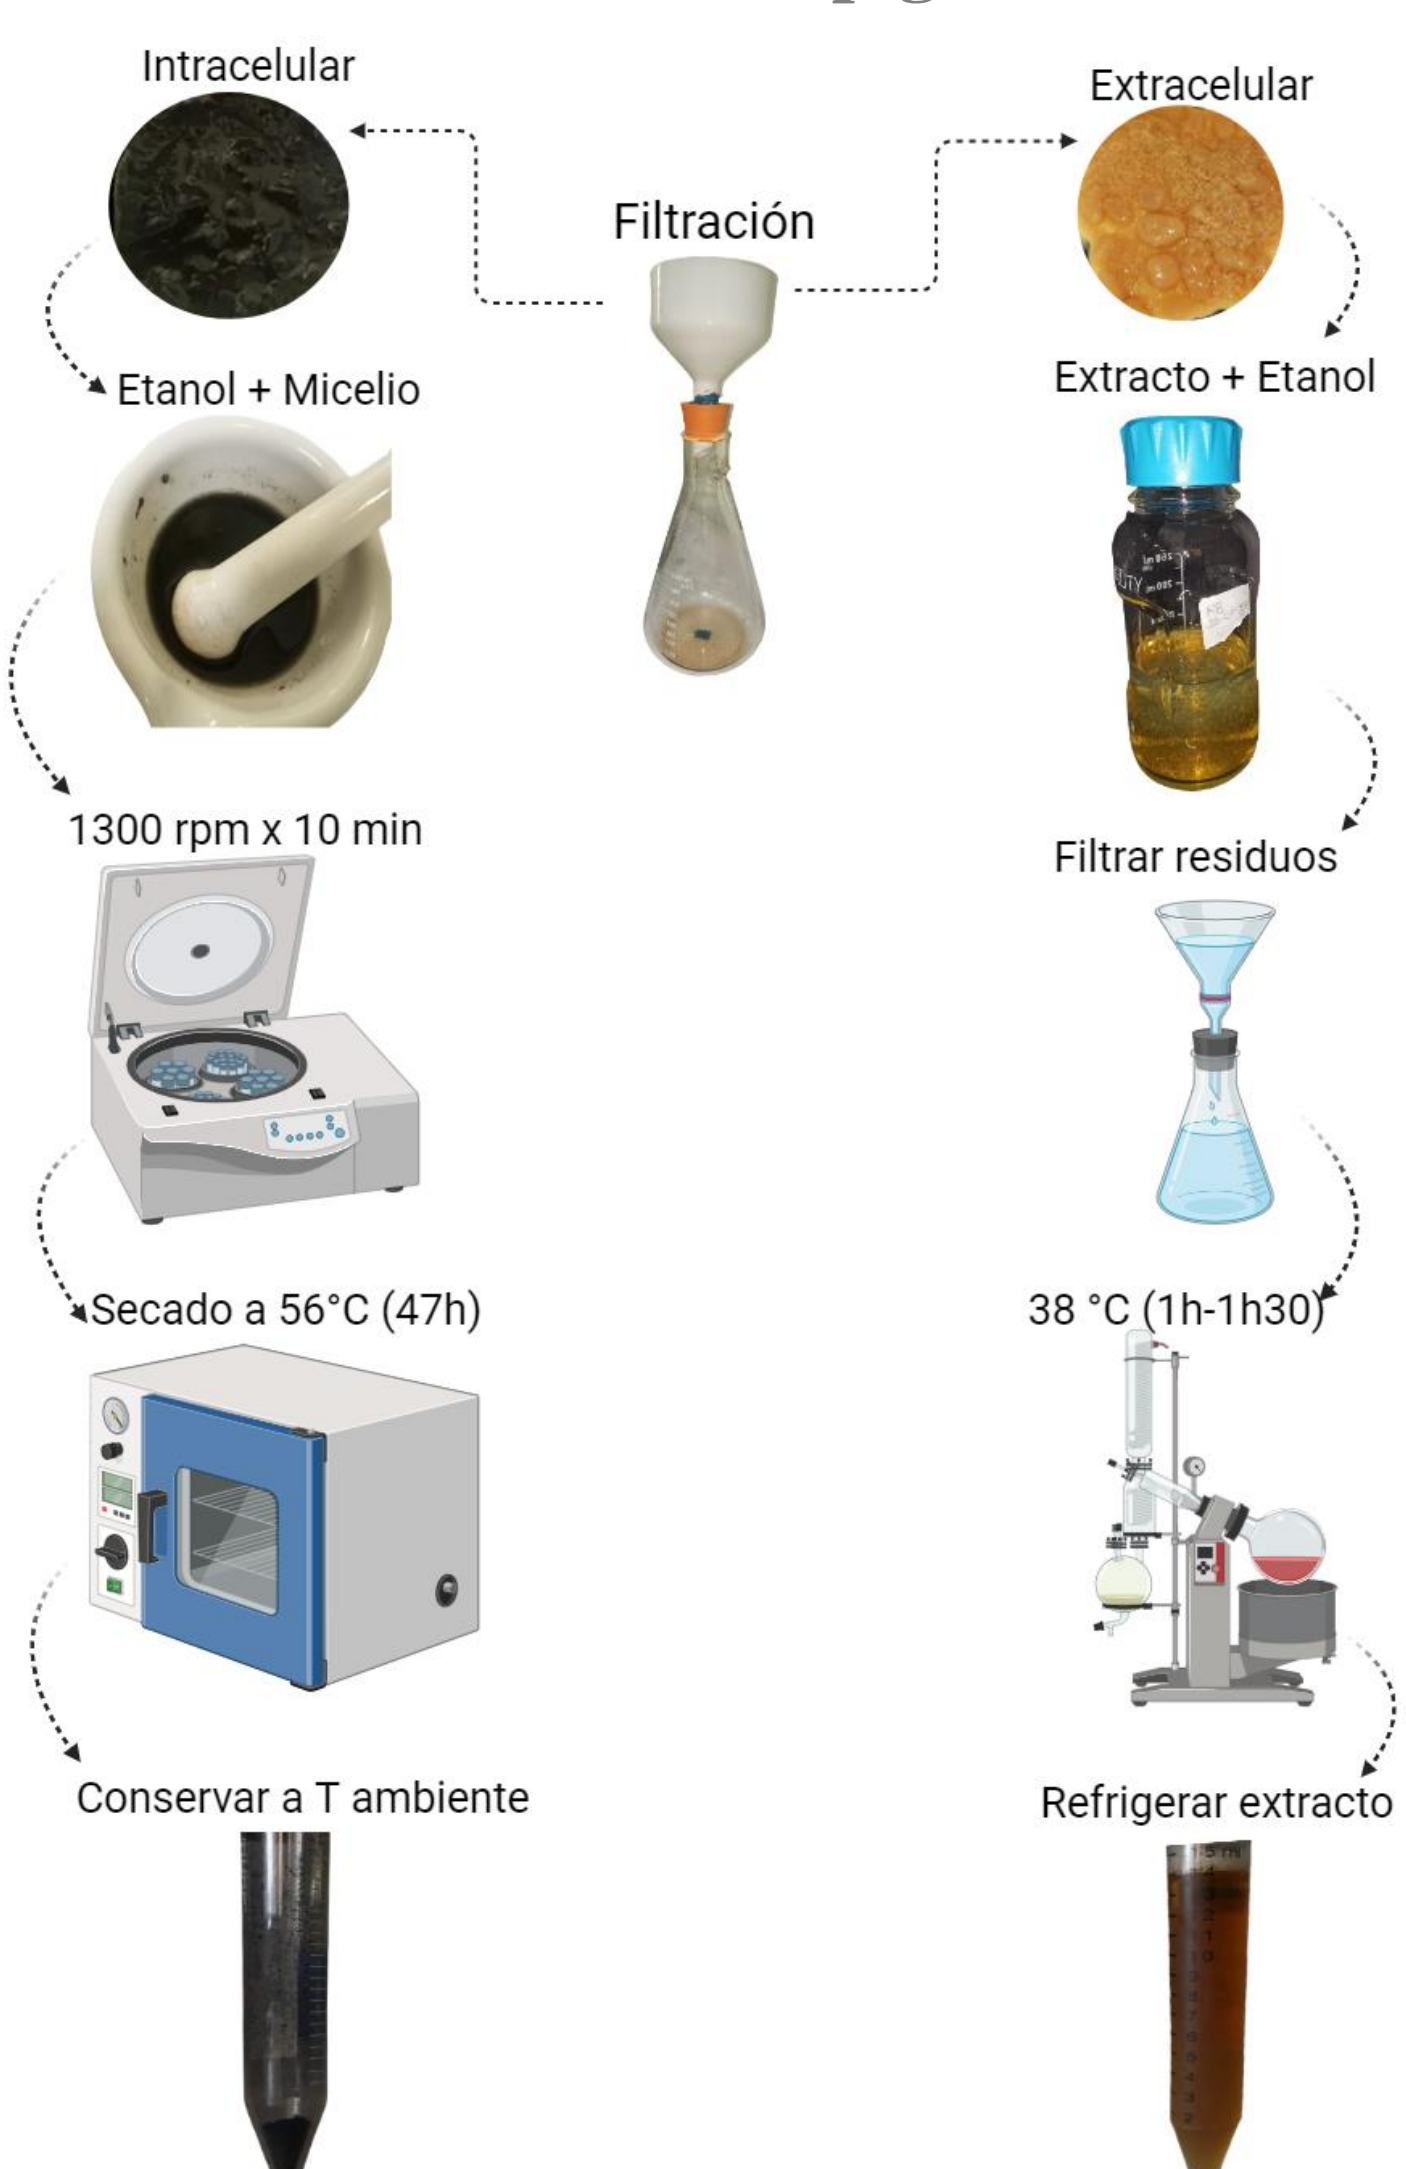 Intracelular
Extracelular
Filtración
Etanol + Micelio
Extracto + Etanol
1300 rpm x 10 min
Filtrar residuos
Secado a 56°C (47h)
38 °C (1h-1h30)
Conservar a T ambiente
Refrigerar extracto